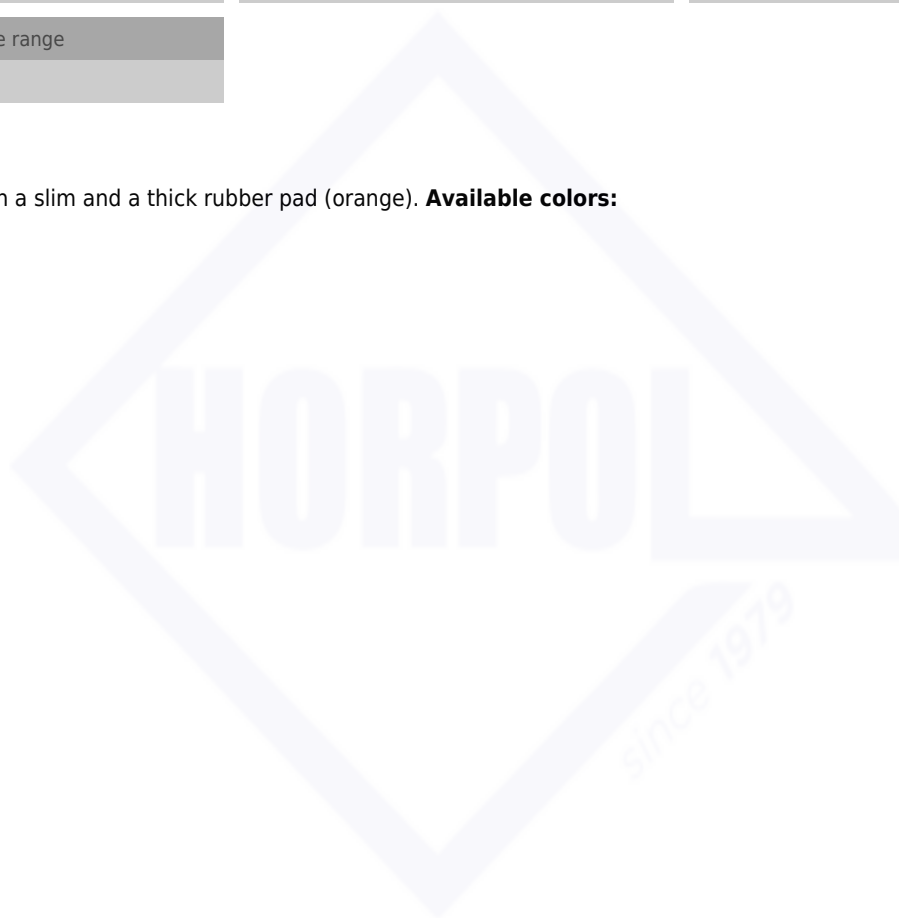 e range
n a slim and a thick rubber pad (orange). Available colors:
HORPOL
since 1979